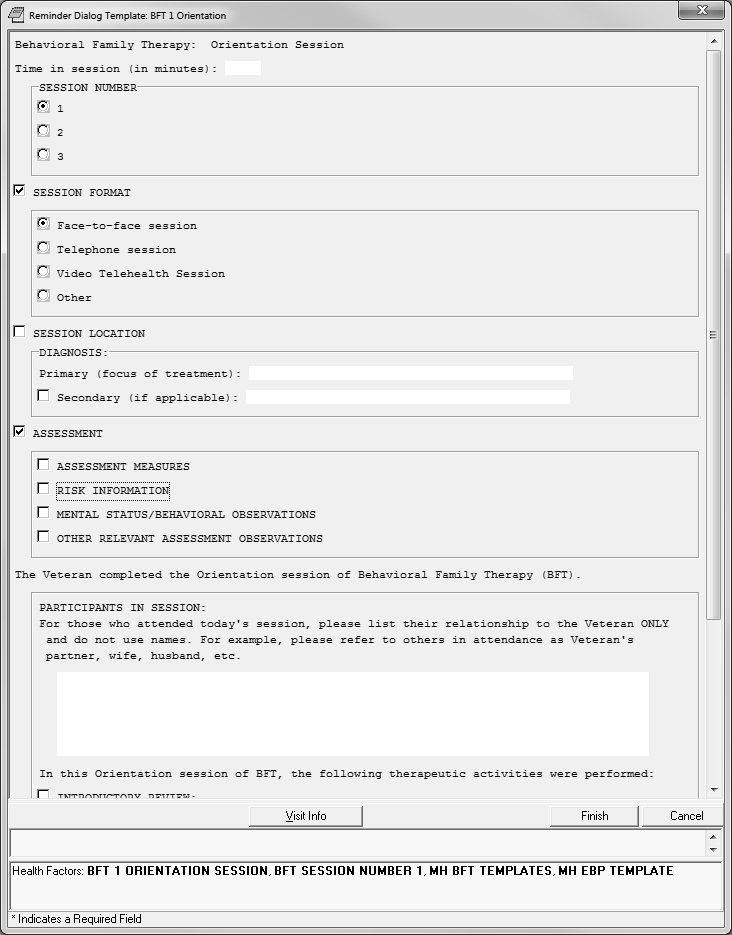 Reminder Dialog Template: BFT 1 Orientation
Behavioral Family Therapy:  Orientation Session
Time in session (in minutes):
SESSION NUMBER
1
2
3
SESSION FORMAT
Face-to-face session
Telephone session
Video Telehealth Session
Other
SESSION LOCATION
DIAGNOSIS:
Primary (focus of treatment):
Secondary (if applicable):
ASSESSMENT
ASSESSMENT MEASURES
RISK INFORMATION
MENTAL STATUS/BEHAVIORAL OBSERVATIONS
OTHER RELEVANT ASSESSMENT OBSERVATIONS
The Veteran completed the Orientation session of Behavioral Family Therapy (BFT).
PARTICIPANTS IN SESSION:
For those who attended today's session, please list their relationship to the Veteran ONLY
and do not use names. For example, please refer to others in attendance as Veteran's
partner, wife, husband, etc.
In this Orientation session of BFT, the following therapeutic activities were performed:
INTRODUCTORY REVIEW:
Visit Info
Finish
Cancel
Health Factors: BFT 1 ORIENTATION SESSION, BFT SESSION NUMBER 1, MH BFT TEMPLATES, MH EBP TEMPLATE
* Indicates a Required Field